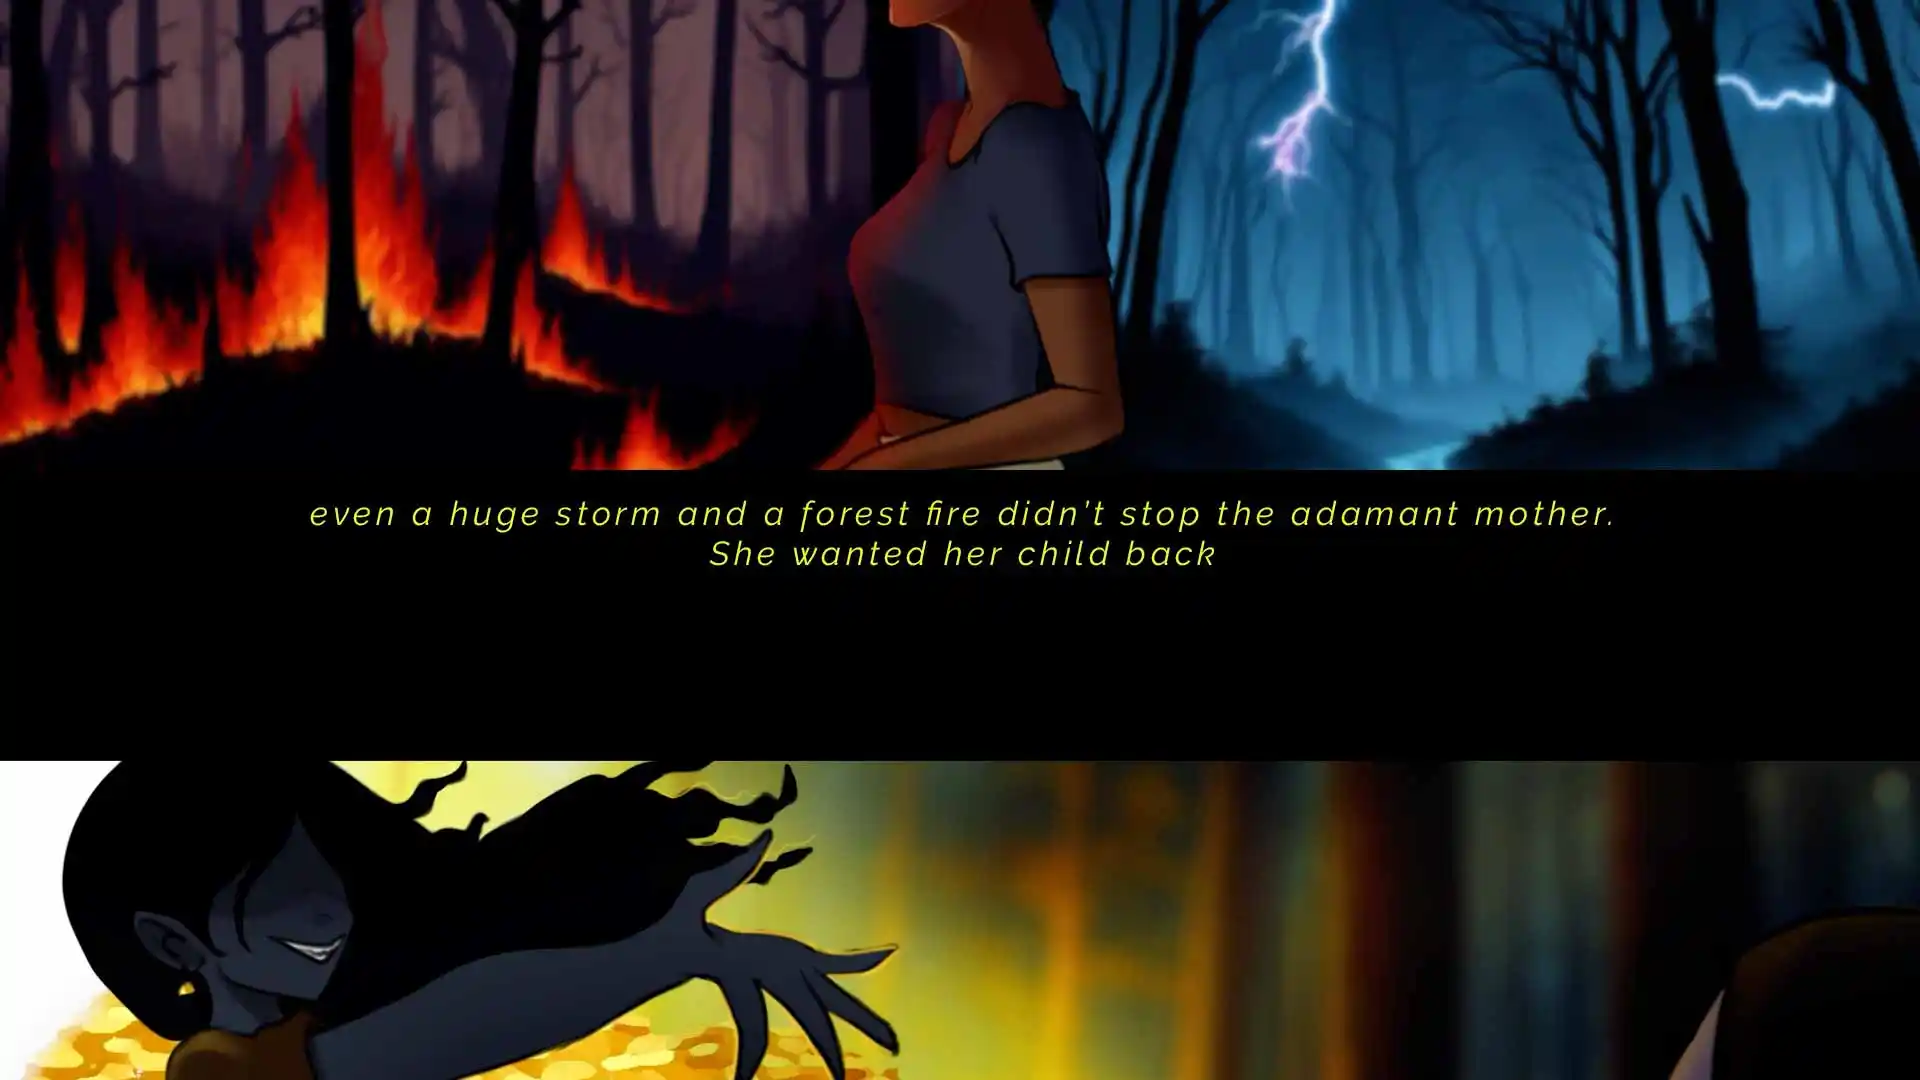 even a huge storm and a forest fire didn't stop the adamant mother.
She wanted her child back